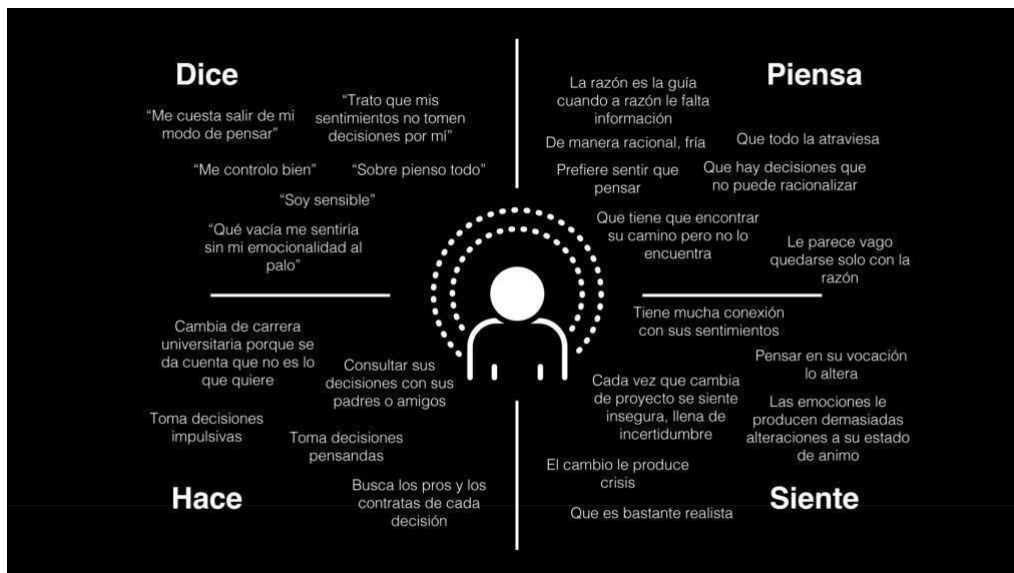 Dice
“Me cuesta salir de mi
modo de pensar”
“Trato que mis
sentimientos no tomen
decisiones por mí”
“Me controlo bien”
“Sobre pienso todo”
“Soy sensible”
“Qué vacía me sentiría
sin mi emocionalidad al
palo”
Piensa
La razón es la guía
cuando a razón le falta
información
De manera racional, fría
Que todo la atraviesa
Prefiere sentir que
pensar
Que hay decisiones que
no puede racionalizar
Que tiene que encontrar
su camino pero no lo
encuentra
Le parece vago
quedarse solo con la
razón
Cambia de carrera
universitaria porque se
da cuenta que no es lo
que quiere
Consultar sus
decisiones con sus
padres o amigos
Toma decisiones
impulsivas
Toma decisiones
pensandas
Busca los pros y los
contratas de cada
decisión
Hace
Tiene mucha conexión
con sus sentimientos
Pensar en su vocación
lo altera
Cada vez que cambia
de proyecto se siente
insegura, llena de
incertidumbre
Las emociones le
producen demasiadas
alteraciones a su estado
de animo
El cambio le produce
crisis
Que es bastante realista
Siente